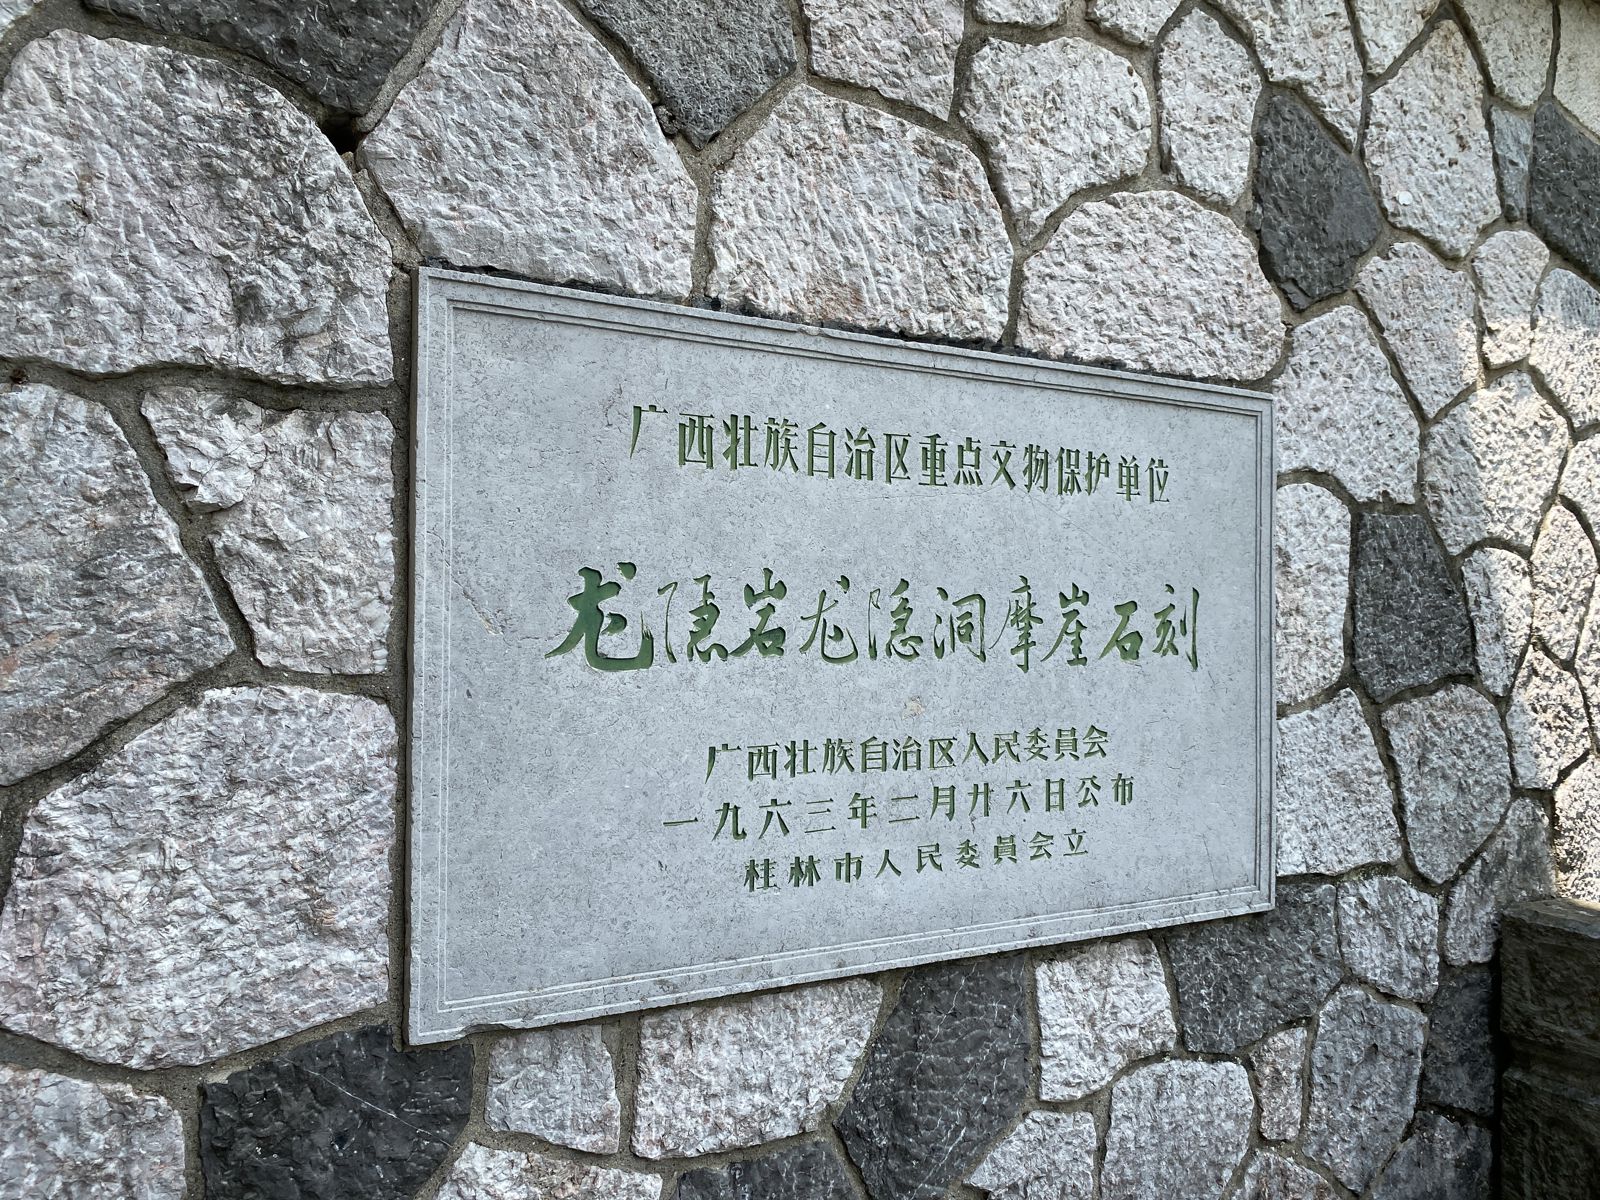 广西壮族自治区重点文物保护单位
龙隐岩龙隐洞摩崖石刻
广西壮族自治区人民委員会
一九六三年二月廿六日公布
桂林市人民委員会立